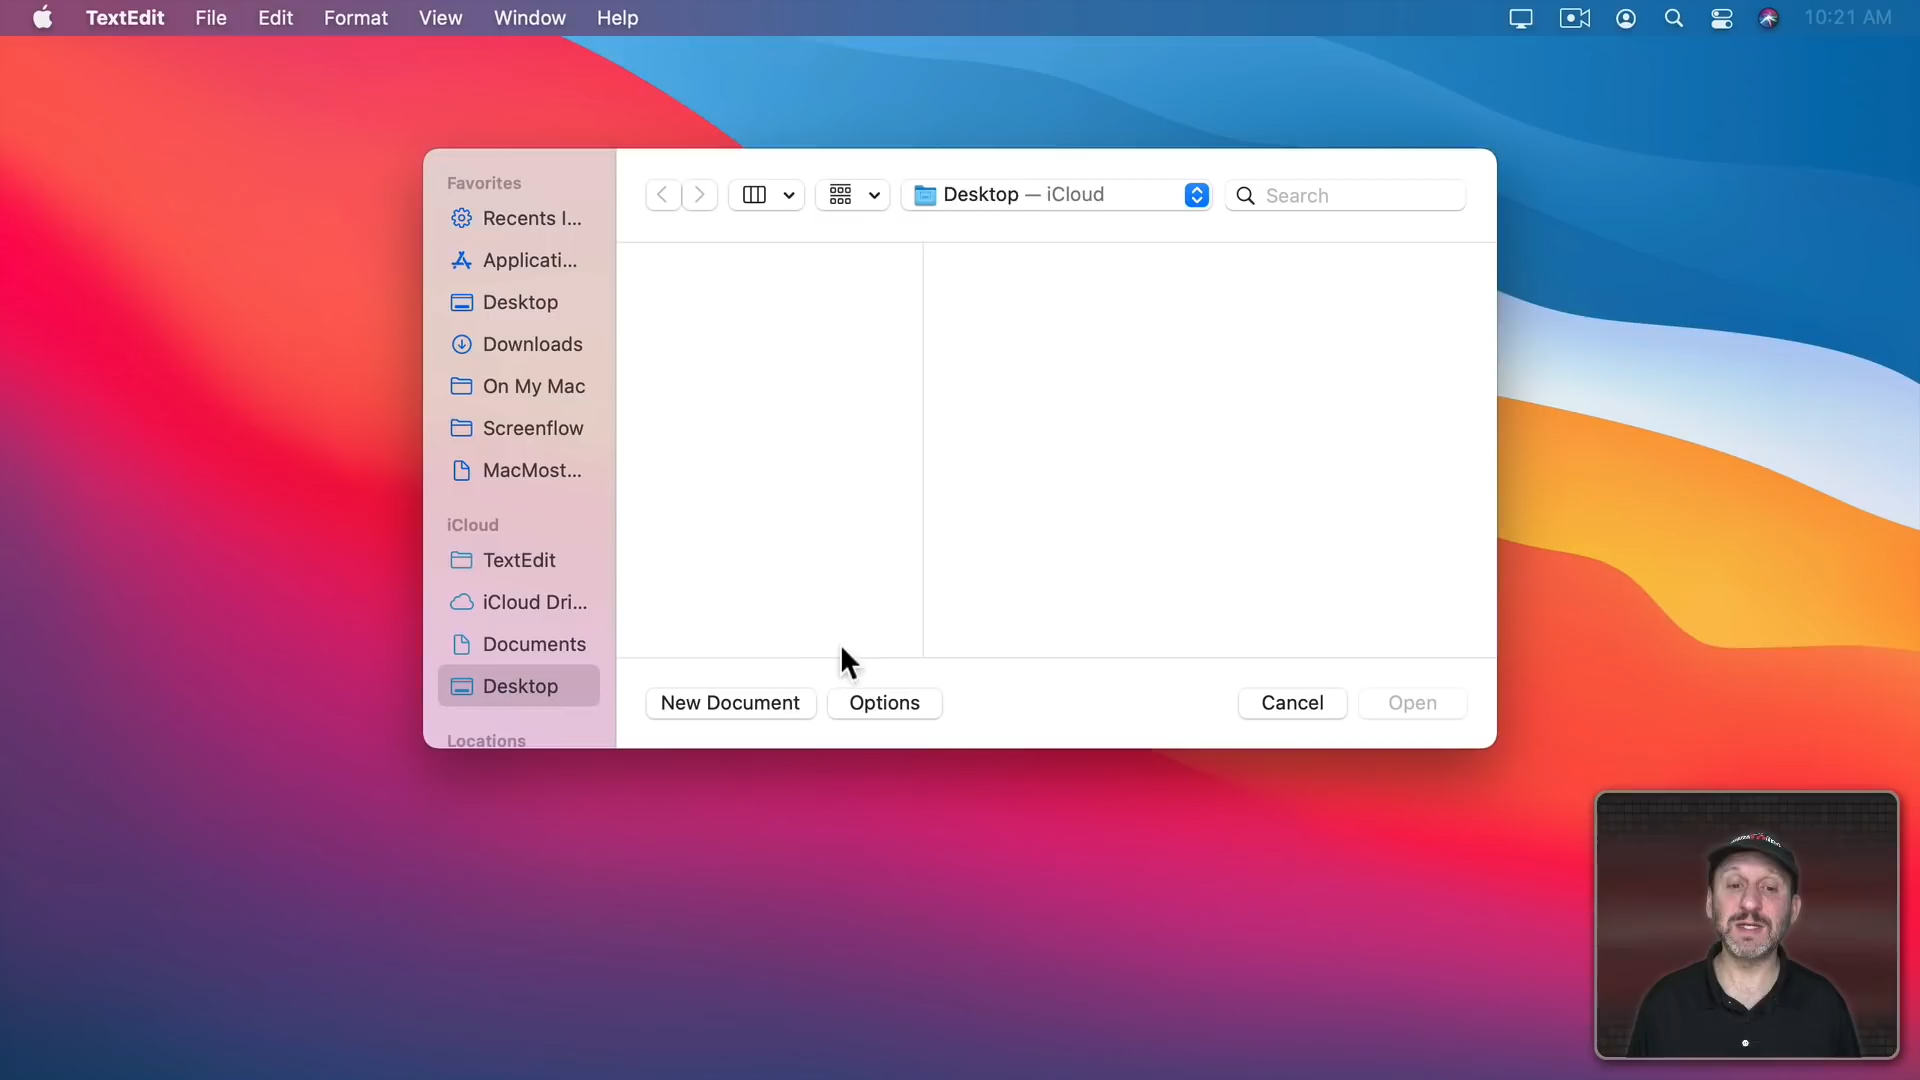 TextEdit File Edit Format View Window Help 10:21 AM
Favorites
Recents I...
Applicati...
Desktop
Downloads
On My Mac
Screenflow
MacMost...
iCloud
TextEdit
iCloud Dri...
Documents
Desktop
Locations
Desktop — iCloud
Search
New Document
Options
Cancel
Open